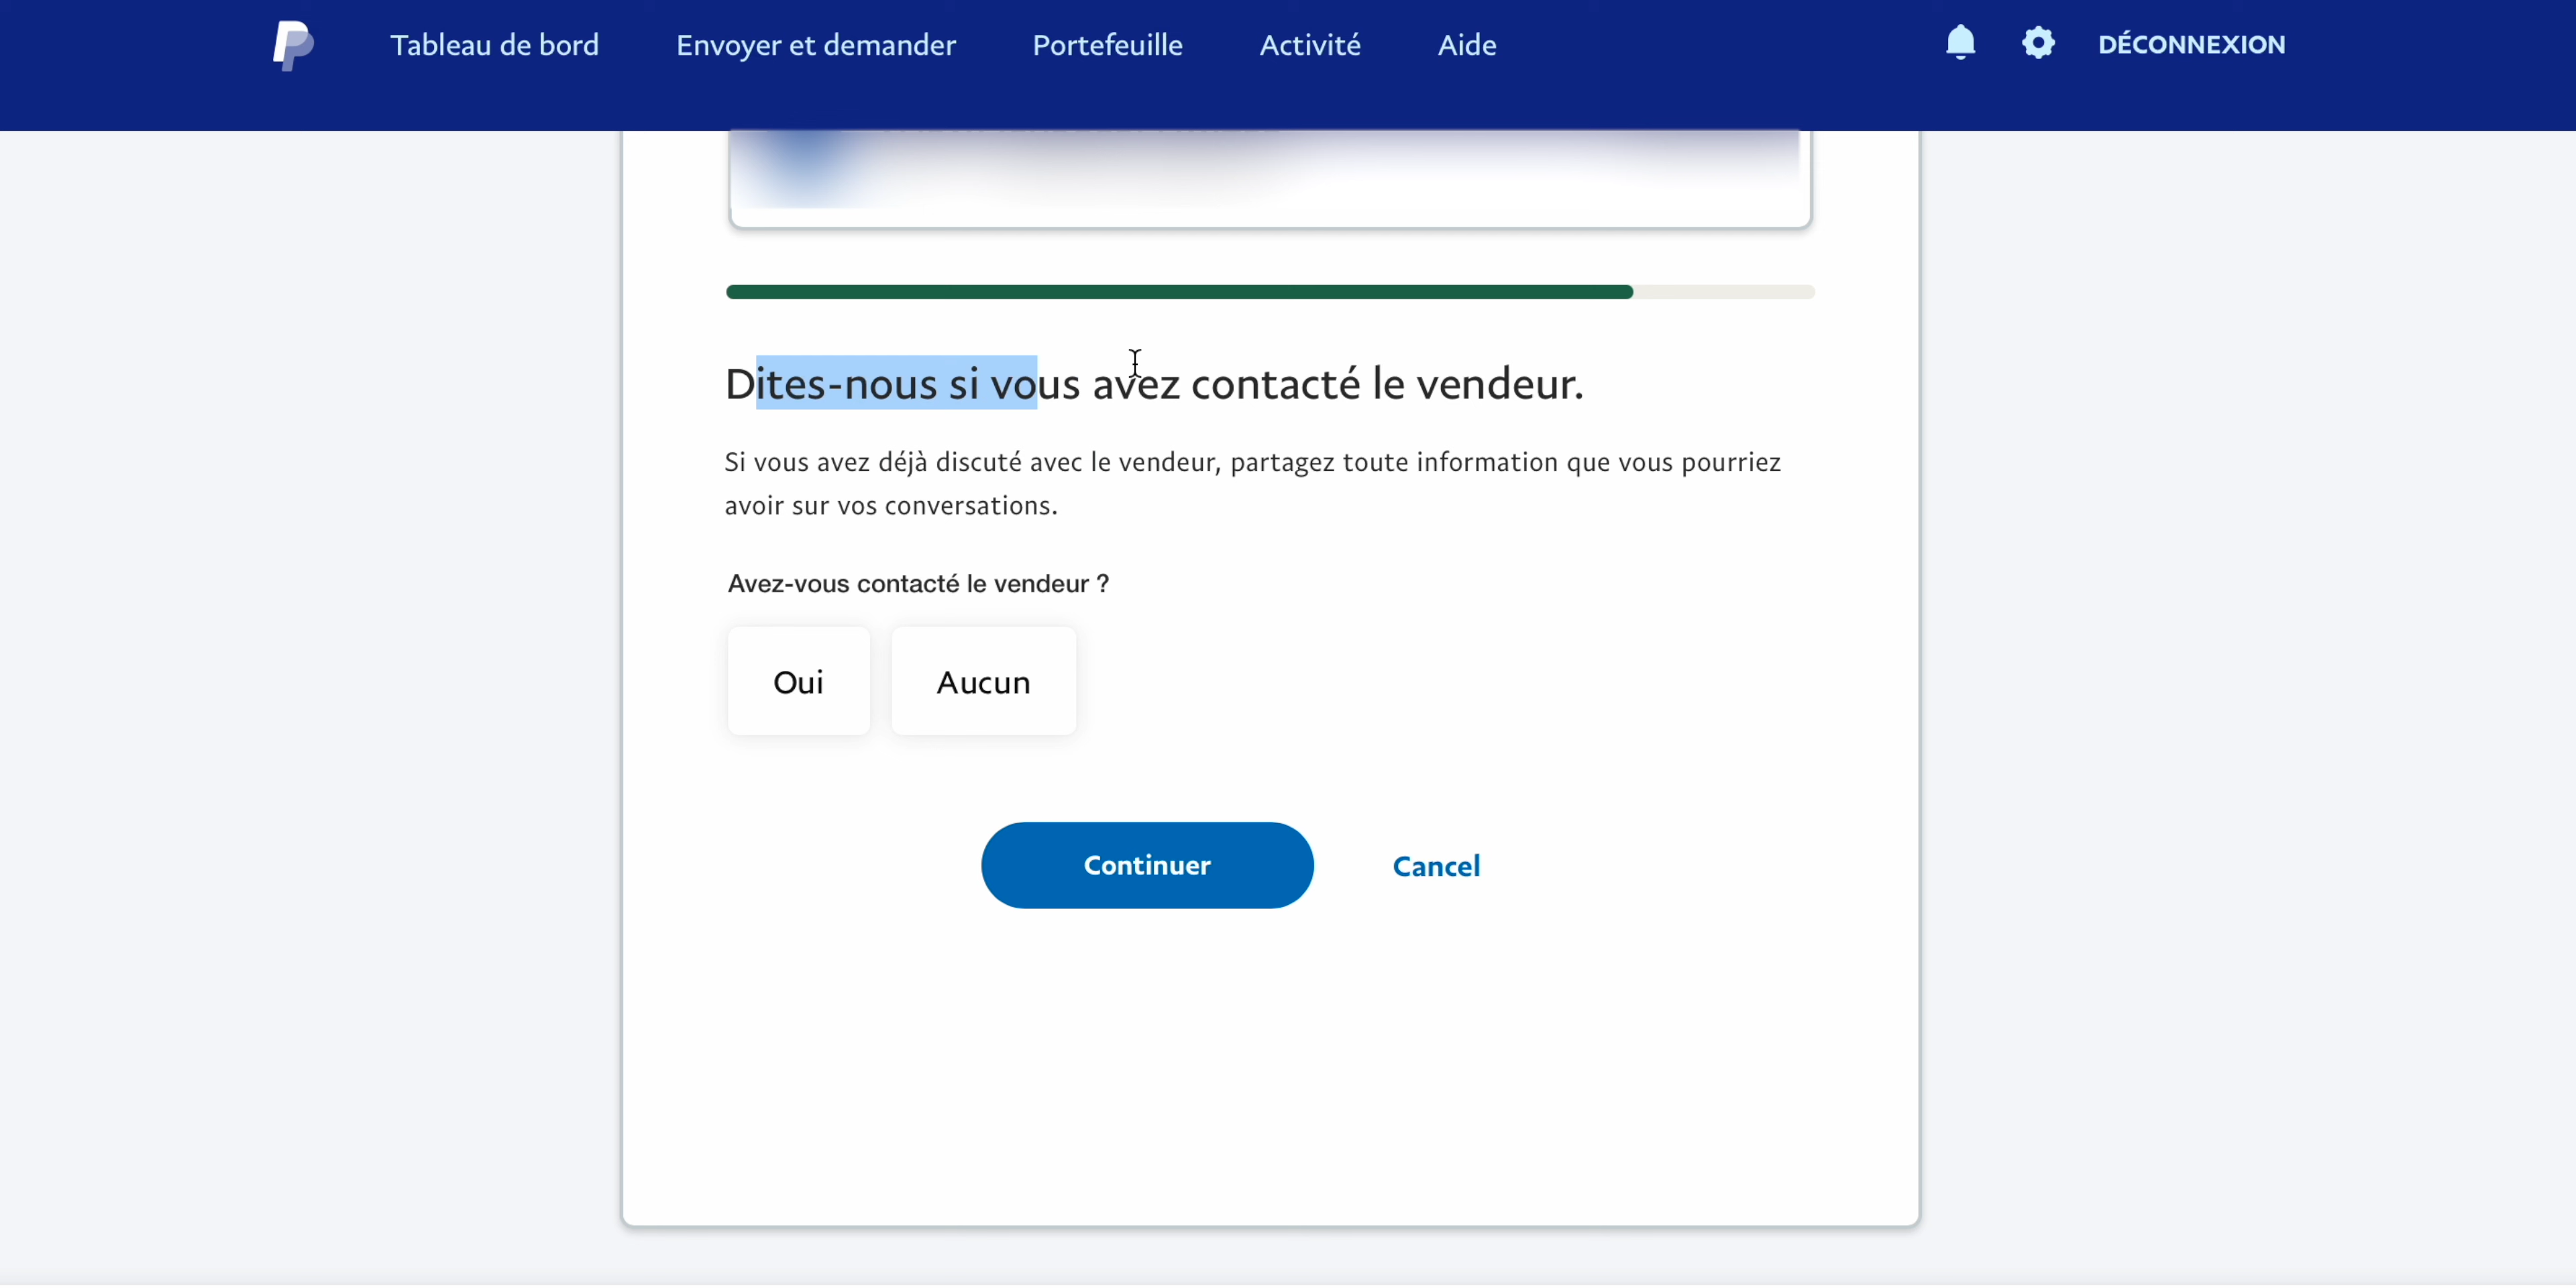 Tableau de bord
Envoyer et demander
Portefeuille
Activité
Aide
DÉCONNEXION
Dites-nous si vous avez contacté le vendeur.
Si vous avez déjà discuté avec le vendeur, partagez toute information que vous pourriez
avoir sur vos conversations.
Avez-vous contacté le vendeur ?
Oui
Aucun
Continuer
Cancel